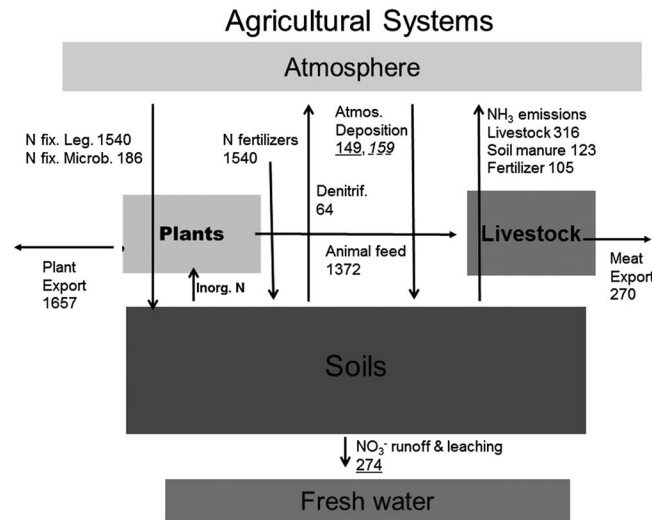 Agricultural Systems
Atmosphere
N fix. Leg. 1540
N fix. Microb. 186
N fertilizers
1540
Atmos.
Deposition
149, 159
Denitrif.
64
NH₃ emissions
Livestock 316
Soil manure 123
Fertilizer 105
Plants
Livestock
Plant
Export
1657
Inorg. N
Animal feed
1372
Meat
Export
270
Soils
NO₃⁻ runoff & leaching
274
Fresh water